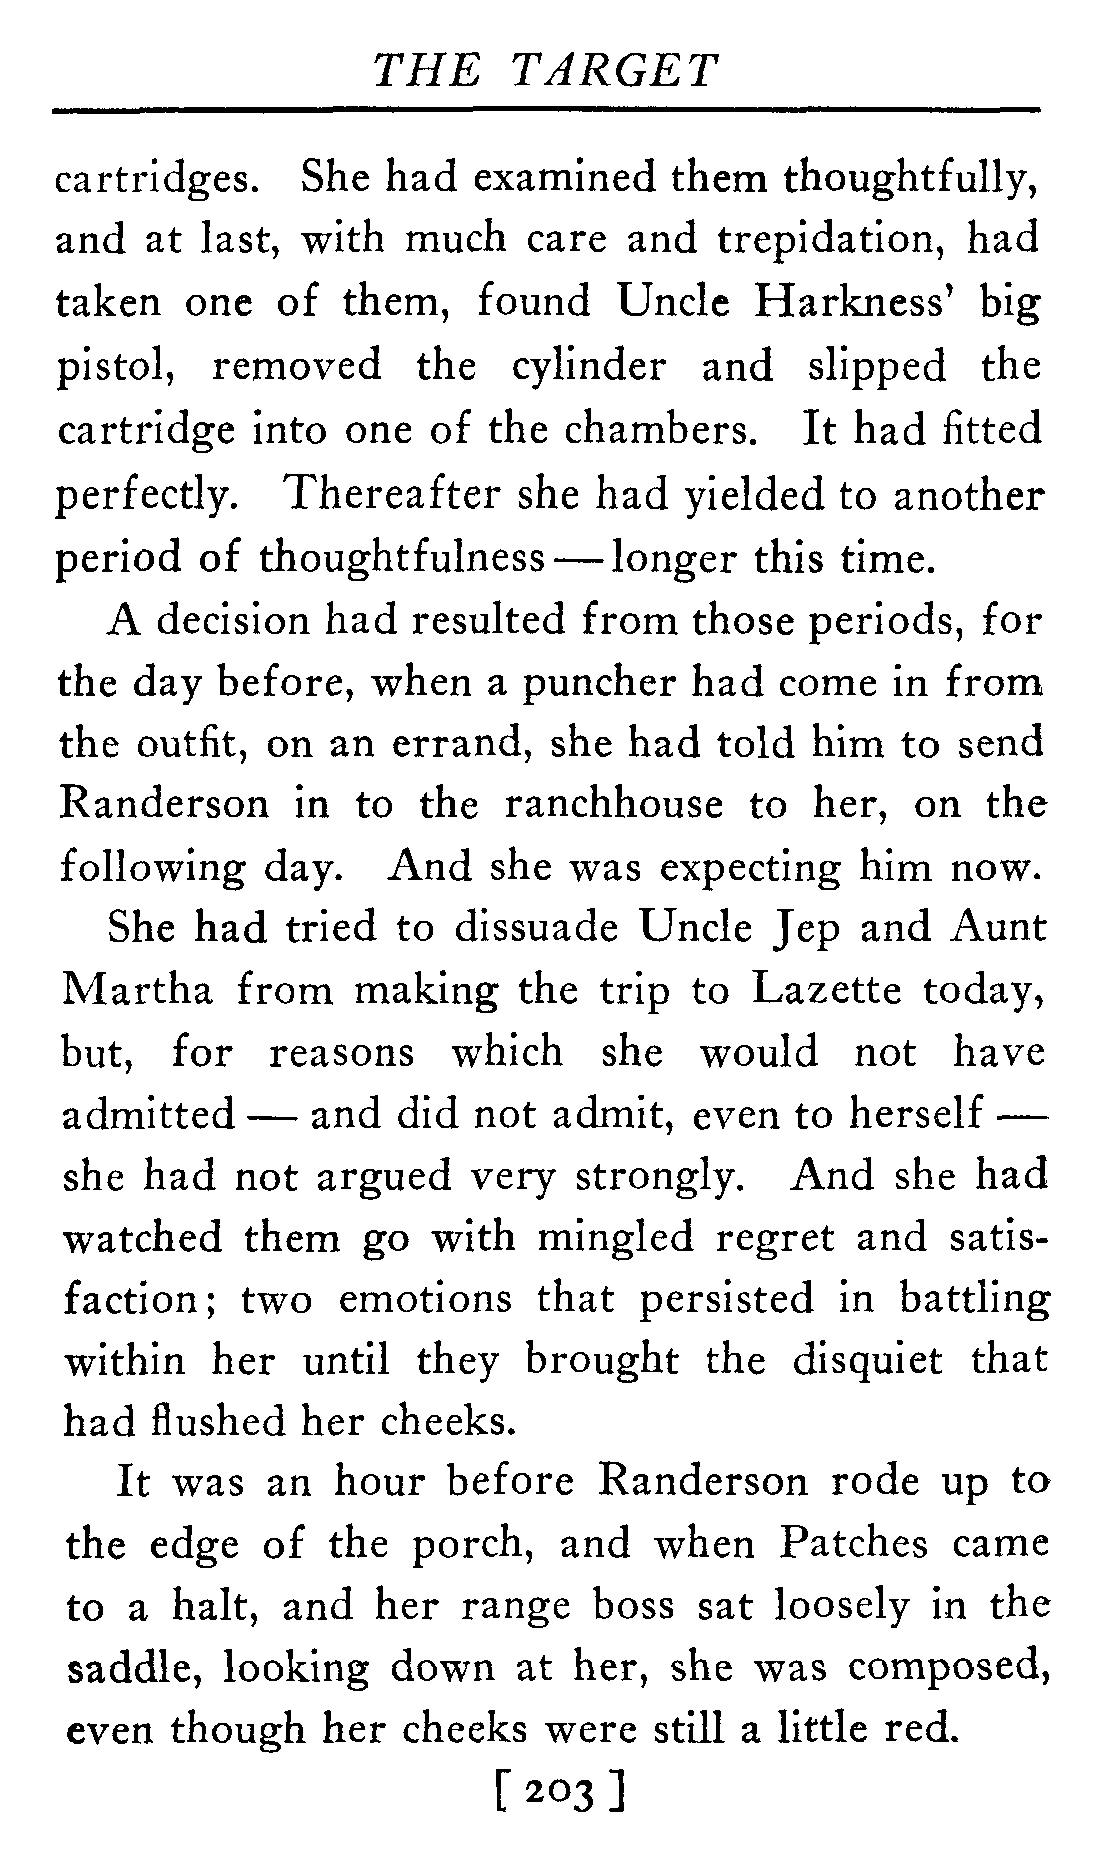 THE TARGET
cartridges. She had examined them thoughtfully,
and at last, with much care and trepidation, had
taken one of them, found Uncle Harkness' big
pistol, removed the cylinder and slipped the
cartridge into one of the chambers. It had fitted
perfectly. Thereafter she had yielded to another
period of thoughtfulness — longer this time.
A decision had resulted from those periods, for
the day before, when a puncher had come in from
the outfit, on an errand, she had told him to send
Randerson in to the ranchhouse to her, on the
following day. And she was expecting him now.
She had tried to dissuade Uncle Jep and Aunt
Martha from making the trip to Lazette today,
but, for reasons which she would not have
admitted — and did not admit, even to herself —
she had not argued very strongly. And she had
watched them go with mingled regret and satis-
faction; two emotions that persisted in battling
within her until they brought the disquiet that
had flushed her cheeks.
It was an hour before Randerson rode up to
the edge of the porch, and when Patches came
to a halt, and her range boss sat loosely in the
saddle, looking down at her, she was composed,
even though her cheeks were still a little red.
[ 203 ]